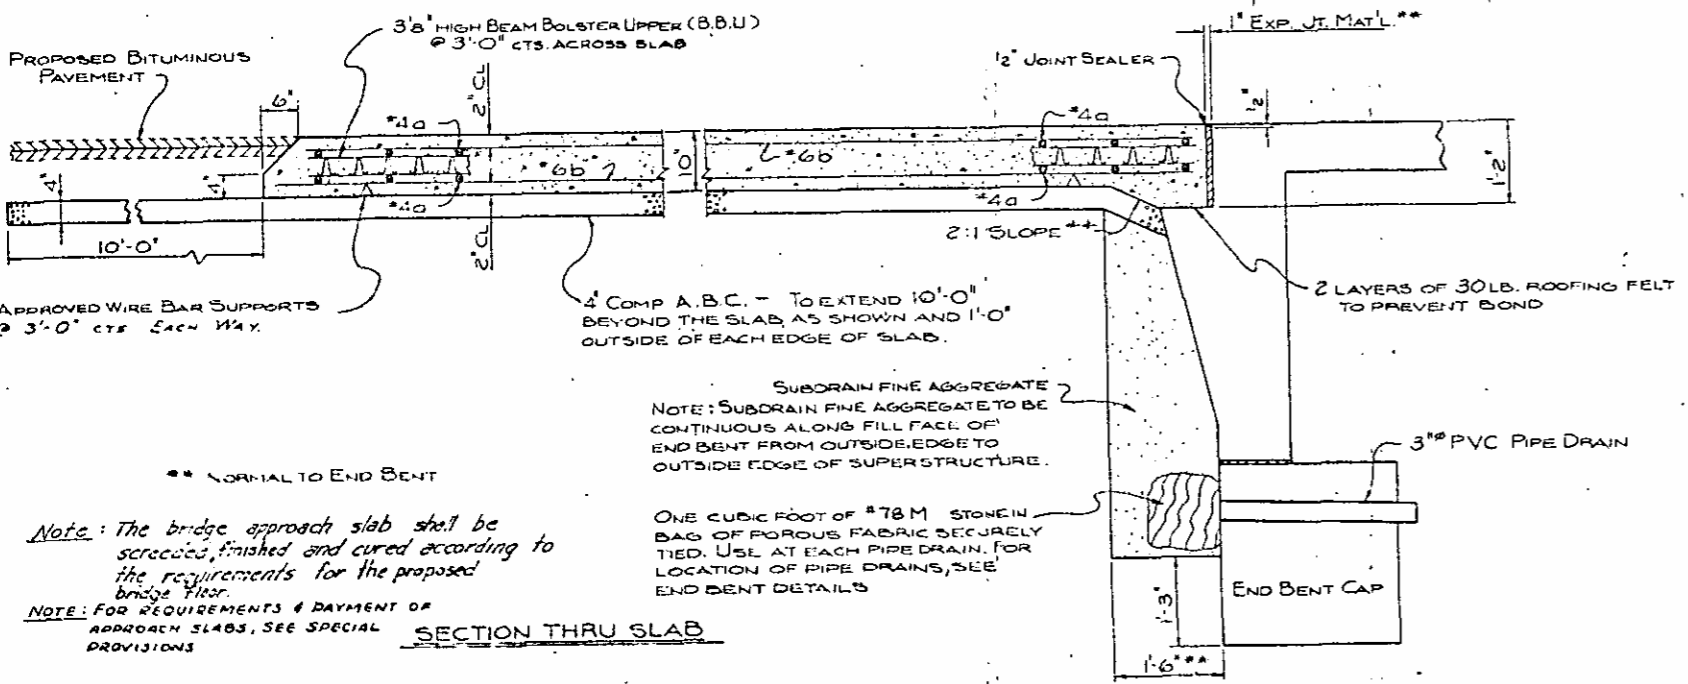 3'8" HIGH BEAM BOLSTER UPPER (B.B.U)
@ 3'-0" CTS. ACROSS SLAB
1" EXP. JT. MAT'L. **
PROPOSED BITUMINOUS
PAVEMENT
1/2" JOINT SEALER
6"
2" CL
1/2"
#4a
#4a
#6b
#6b
10"
1'-2"
4"
4"
#4a
#4a
2:1 SLOPE **
10'-0"
2" CL
APPROVED WIRE BAR SUPPORTS
@ 3'-0" CTS EACH WAY.
4" COMP A.B.C. - TO EXTEND 10'-0"
BEYOND THE SLAB, AS SHOWN AND 1'-0"
OUTSIDE OF EACH EDGE OF SLAB.
2 LAYERS OF 30 LB. ROOFING FELT
TO PREVENT BOND
SUBDRAIN FINE AGGREGATE
NOTE: SUBDRAIN FINE AGGREGATE TO BE
CONTINUOUS ALONG FILL FACE OF
END BENT FROM OUTSIDE EDGE TO
OUTSIDE EDGE OF SUPERSTRUCTURE.
3"Ø PVC PIPE DRAIN
** NORMAL TO END BENT
ONE CUBIC FOOT OF #78M STONE IN
BAG OF POROUS FABRIC SECURELY
TIED. USE AT EACH PIPE DRAIN. FOR
LOCATION OF PIPE DRAINS, SEE
END BENT DETAILS
Note: The bridge approach slab shall be
screeded, finished and cured according to
the requirements for the proposed
bridge floor.
NOTE: FOR REQUIREMENTS & PAYMENT OF
APPROACH SLABS, SEE SPECIAL
PROVISIONS
END BENT CAP
1'-3"
SECTION THRU SLAB
1'-6" **